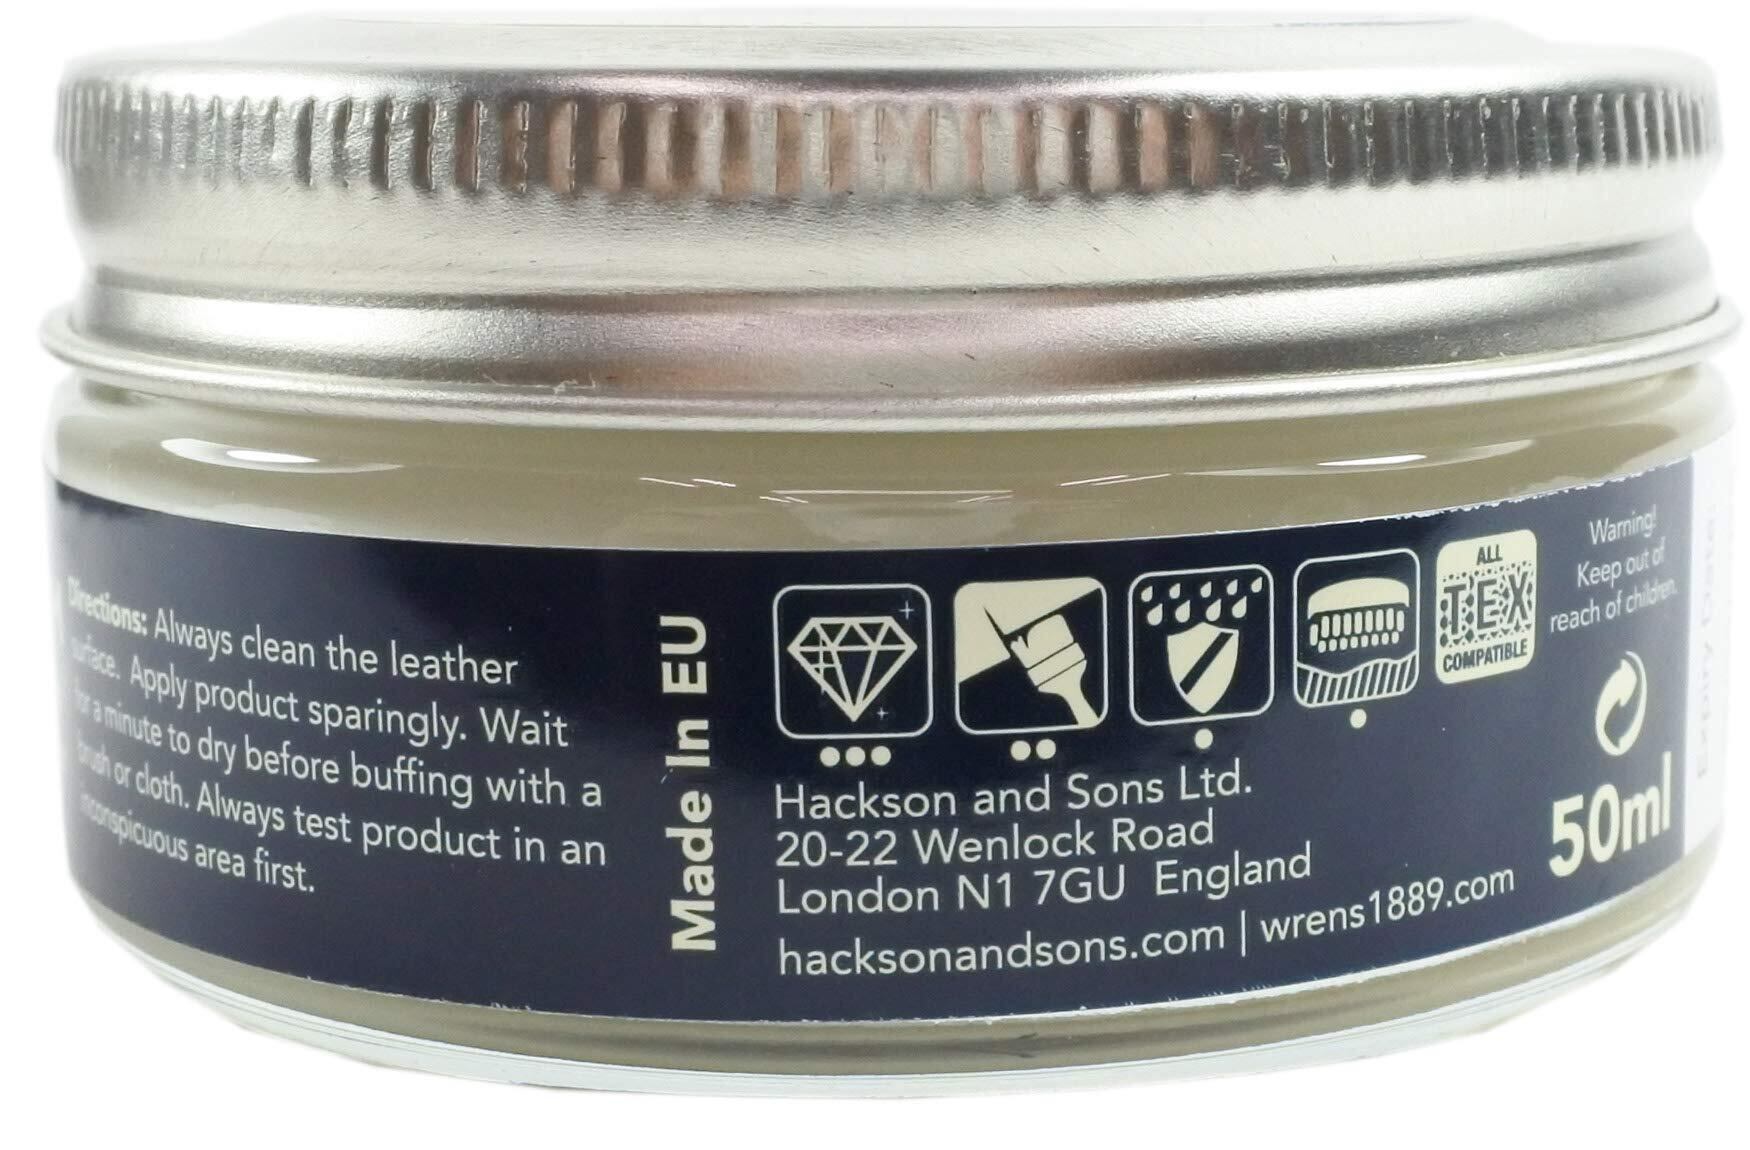 Directions: Always clean the leather
surface. Apply product sparingly. Wait
for a minute to dry before buffing with a
brush or cloth. Always test product in an
inconspicuous area first.
Made In EU
ALL
TEX
COMPATIBLE
Warning!
Keep out of
reach of children.
Hackson and Sons Ltd.
20-22 Wenlock Road
London N1 7GU England
hacksonandsons.com | wrens1889.com
50ml
Expiry Date: